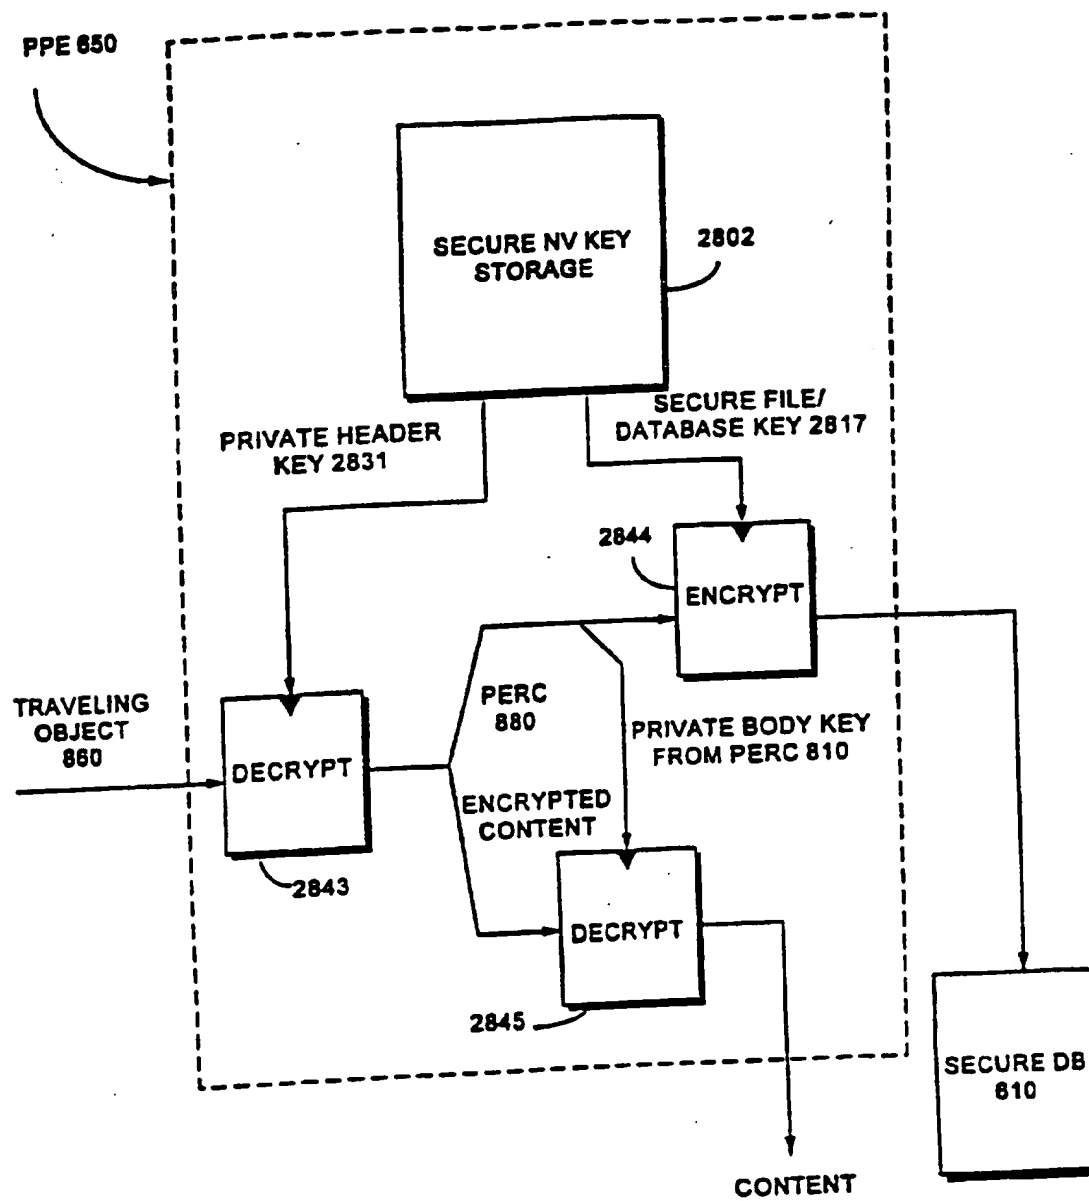 PPE 650
SECURE NV KEY
STORAGE
2802
SECURE FILE/
DATABASE KEY 2817
PRIVATE HEADER
KEY 2831
2844
ENCRYPT
TRAVELING
OBJECT
860
DECRYPT
PERC
880
PRIVATE BODY KEY
FROM PERC 810
ENCRYPTED
CONTENT
2843
DECRYPT
2845
SECURE DB
610
CONTENT